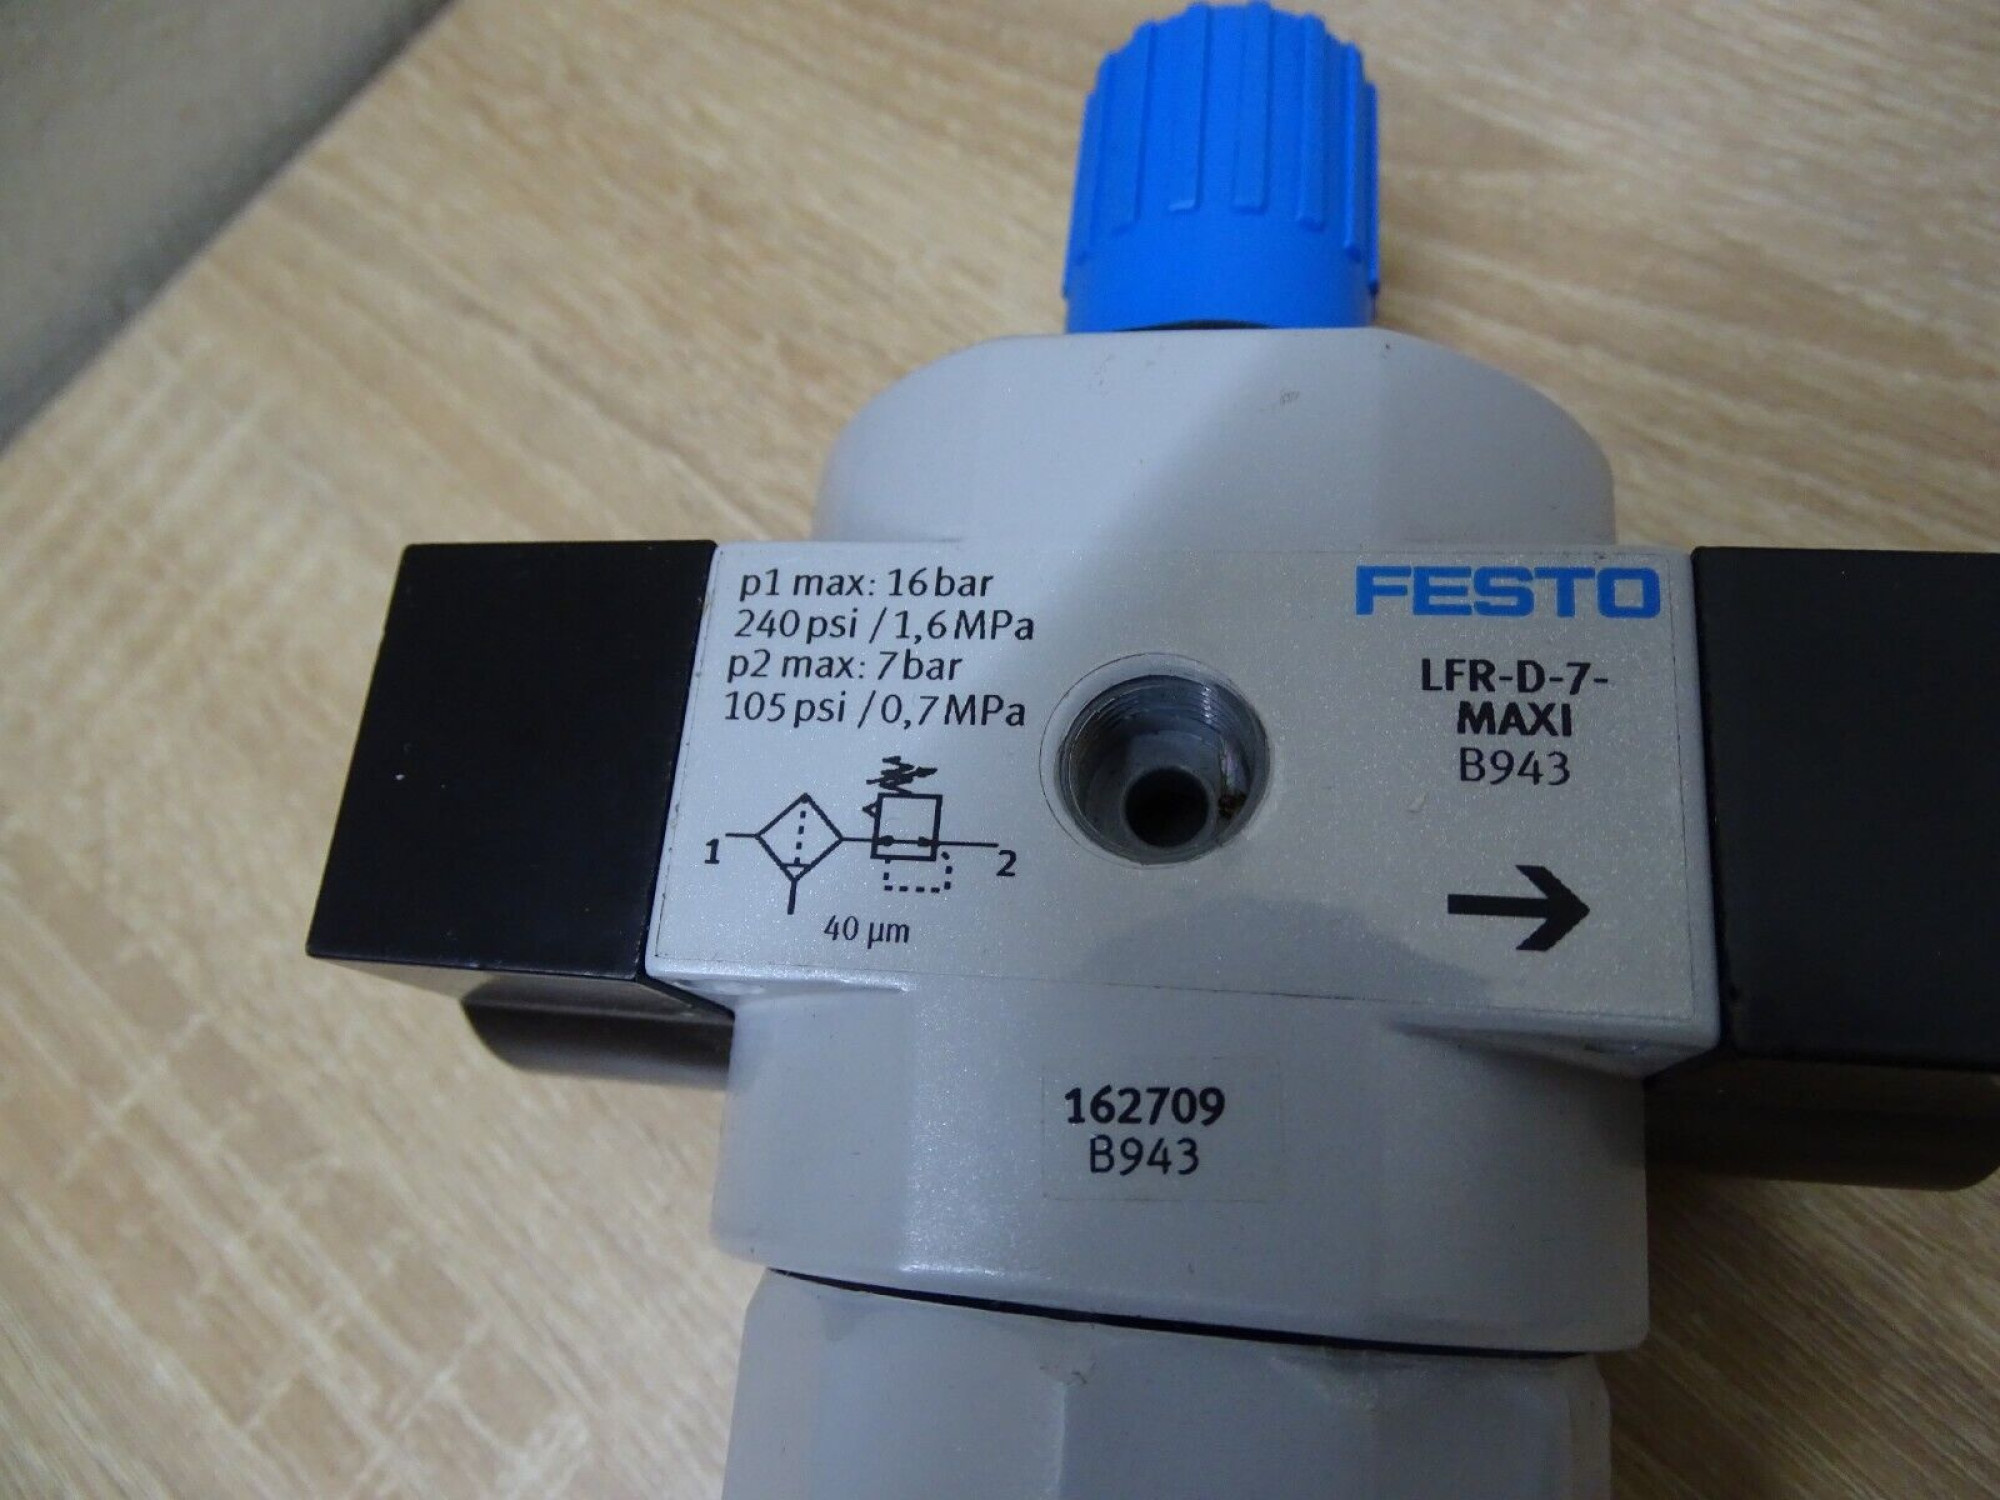 p1 max: 16 bar
240 psi / 1,6 MPa
p2 max: 7 bar
105 psi / 0,7 MPa
1
2
40 µm
FESTO
LFR-D-7-
MAXI
B943
162709
B943